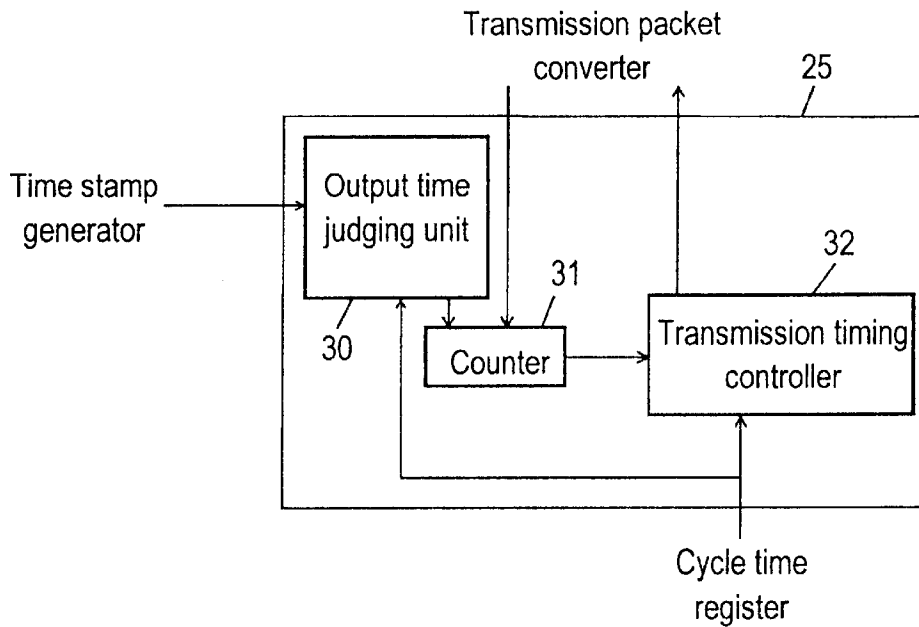 Transmission packet
converter
25
Time stamp
generator
Output time
judging unit
30
31
Counter
32
Transmission timing
controller
Cycle time
register